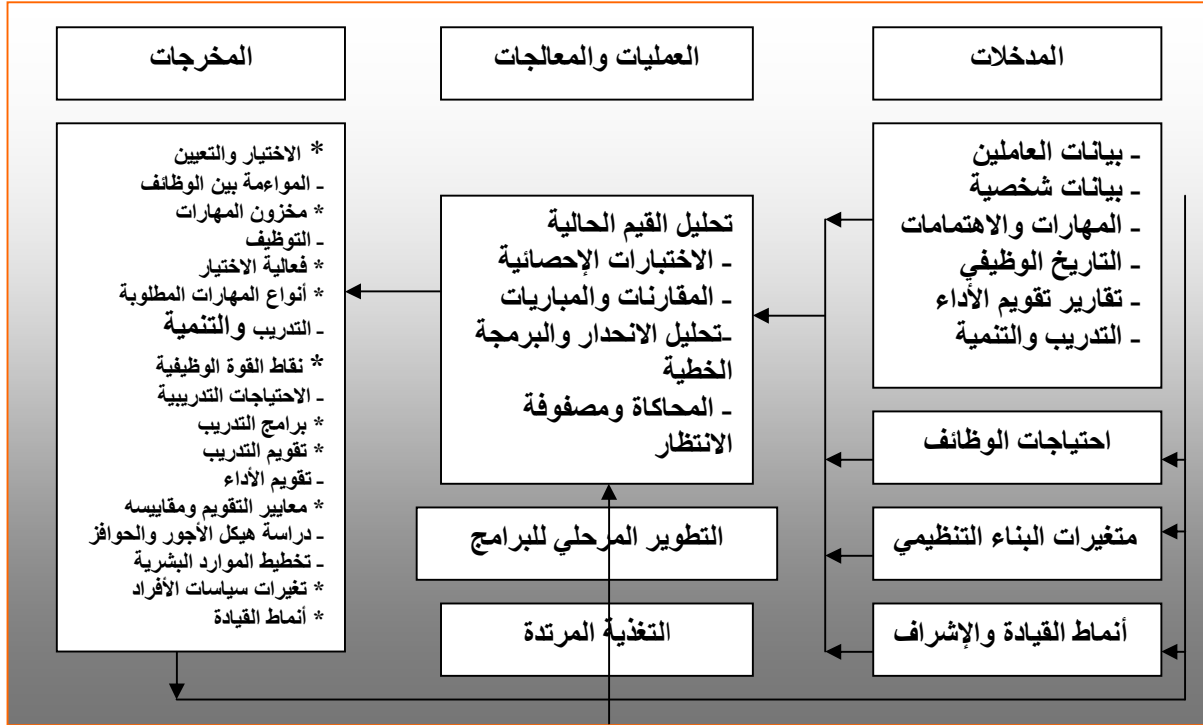 المدخلات
العمليات والمعالجات
المخرجات
- بيانات العاملين
- بيانات شخصية
- المهارات والاهتمامات
- التاريخ الوظيفي
- تقارير تقويم الأداء
- التدريب والتنمية
احتياجات الوظائف
متغيرات البناء التنظيمي
أنماط القيادة والإشراف
تحليل القيم الحالية
- الاختبارات الإحصائية
- المقارنات والمباريات
-تحليل الانحدار والبرمجة
الخطية
- المحاكاة ومصفوفة
الانتظار
التطوير المرحلي للبرامج
التغذية المرتدة
* الاختيار والتعيين
- المواءمة بين الوظائف
* مخزون المهارات
- التوظيف
* فعالية الاختيار
* أنواع المهارات المطلوبة
- التدريب والتنمية
* نقاط القوة الوظيفية
- الاحتياجات التدريبية
* برامج التدريب
* تقويم التدريب
- تقويم الأداء
* معايير التقويم ومقاييسه
- دراسة هيكل الأجور والحوافز
- تخطيط الموارد البشرية
* تغيرات سياسات الأفراد
* أنماط القيادة